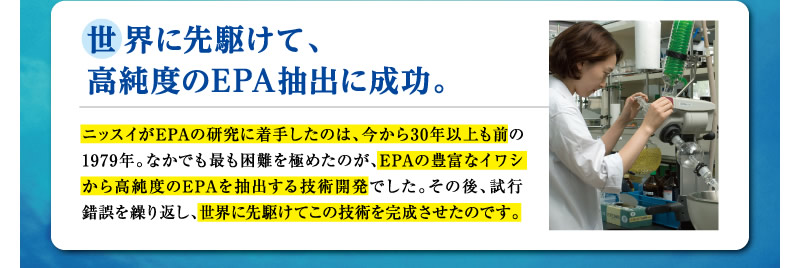 世界に先駆けて、
高純度のEPA抽出に成功。
ニッスイがEPAの研究に着手したのは、今から30年以上も前の
1979年。なかでも最も困難を極めたのが、EPAの豊富なイワシ
から高純度のEPAを抽出する技術開発でした。その後、試行
錯誤を繰り返し、世界に先駆けてこの技術を完成させたのです。